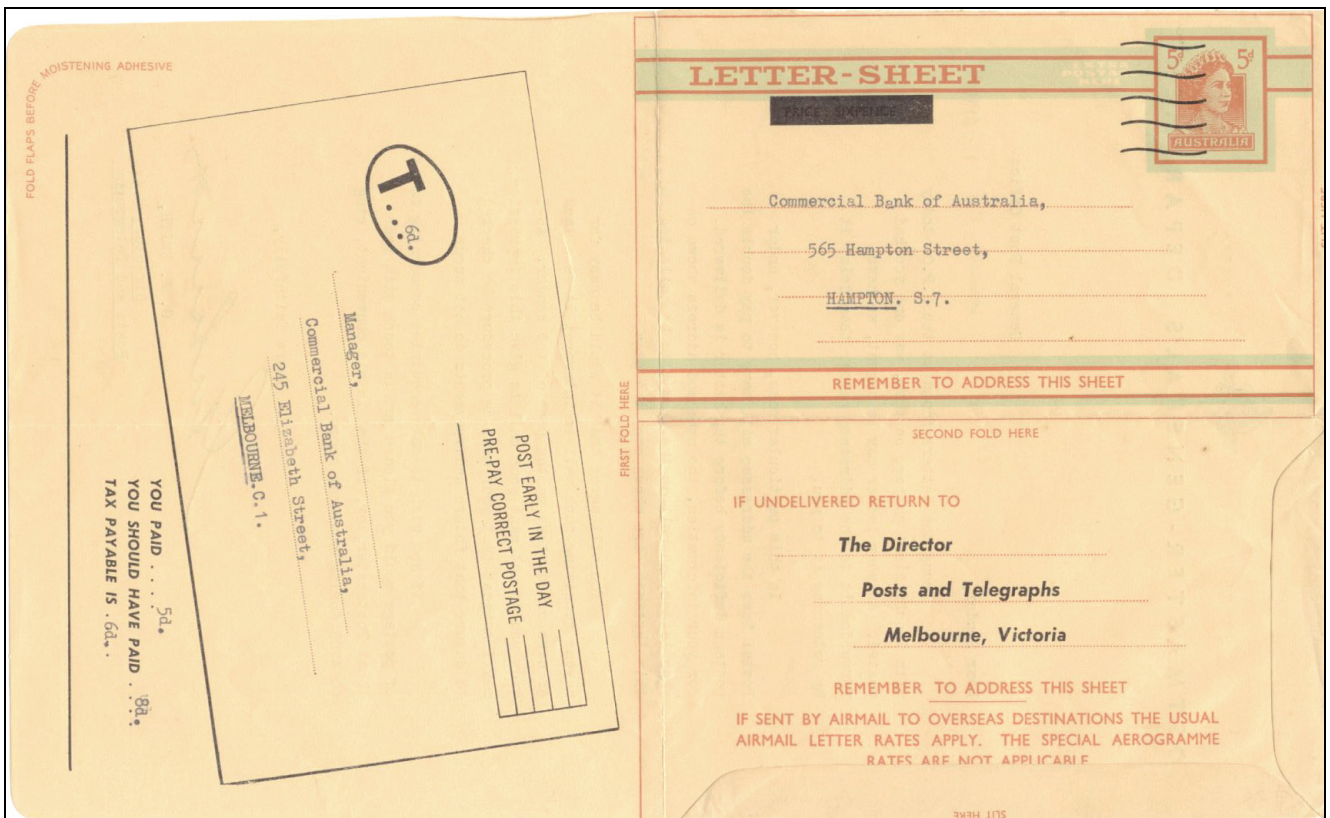 FOLD FLAPS BEFORE MOISTENING ADHESIVE
T... 6d.
Manager,
Commercial Bank of Australia,
245 Elizabeth Street,
MELBOURNE.C.1.
POST EARLY IN THE DAY
PRE-PAY CORRECT POSTAGE
YOU PAID . . . . 5d.
YOU SHOULD HAVE PAID . 8d.
TAX PAYABLE IS . 6d. .
FIRST FOLD HERE
LETTER-SHEET
PRICE: SIXPENCE
5d 5d
AUSTRALIA
Commercial Bank of Australia,
565 Hampton Street,
HAMPTON. S.7.
REMEMBER TO ADDRESS THIS SHEET
SECOND FOLD HERE
IF UNDELIVERED RETURN TO
The Director
Posts and Telegraphs
Melbourne, Victoria
REMEMBER TO ADDRESS THIS SHEET
IF SENT BY AIRMAIL TO OVERSEAS DESTINATIONS THE USUAL
AIRMAIL LETTER RATES APPLY. THE SPECIAL AEROGRAMME
RATES ARE NOT APPLICABLE
SLIT HERE